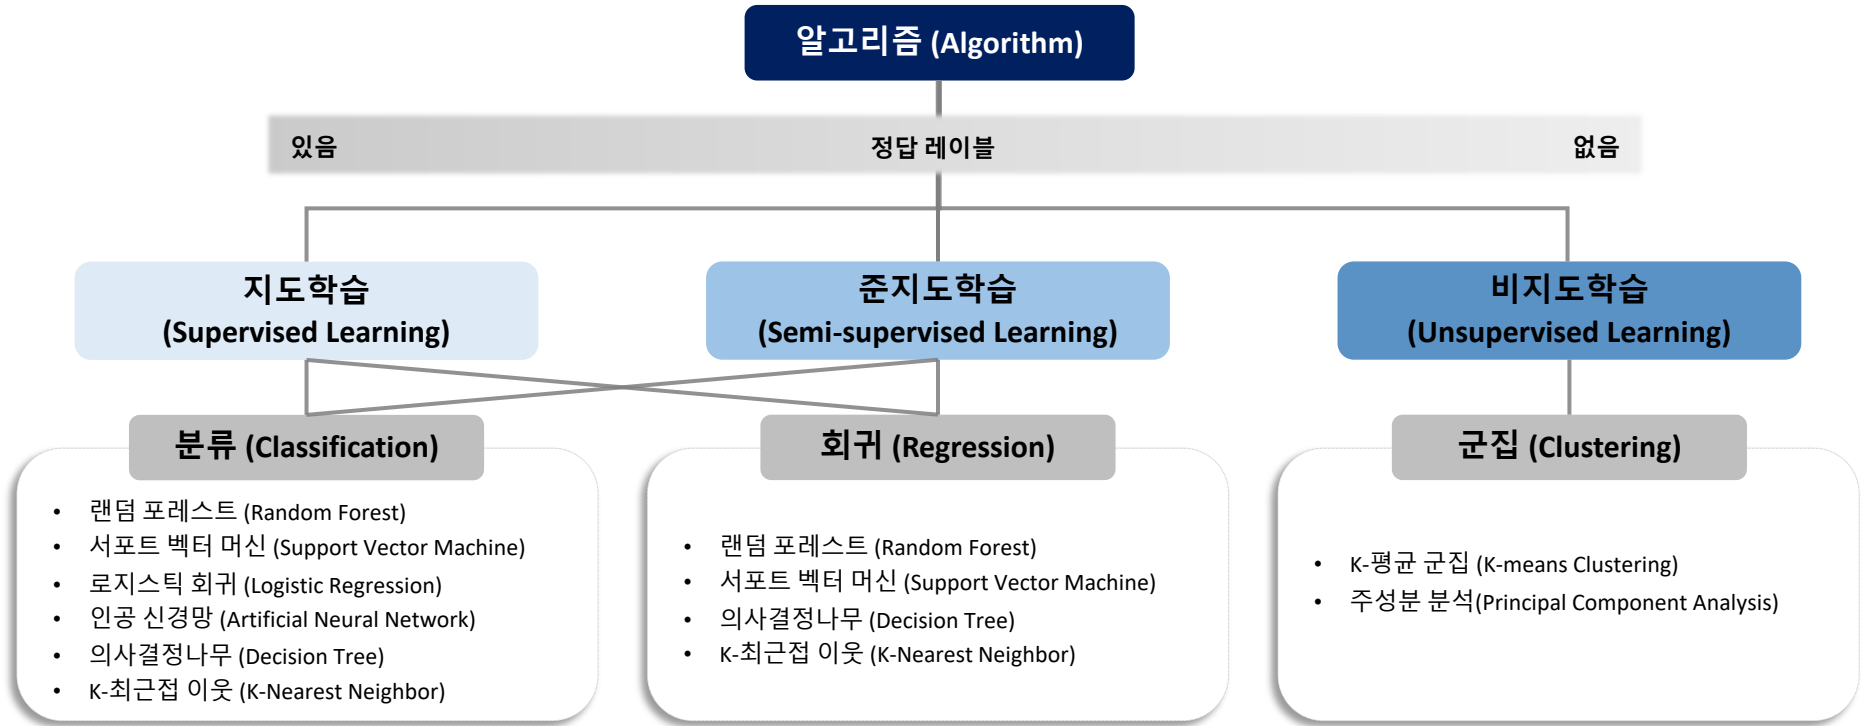 알고리즘 (Algorithm)
있음
정답 레이블
없음
지도학습
(Supervised Learning)
준지도학습
(Semi-supervised Learning)
비지도학습
(Unsupervised Learning)
분류 (Classification)
• 랜덤 포레스트 (Random Forest)
• 서포트 벡터 머신 (Support Vector Machine)
• 로지스틱 회귀 (Logistic Regression)
• 인공 신경망 (Artificial Neural Network)
• 의사결정나무 (Decision Tree)
• K-최근접 이웃 (K-Nearest Neighbor)
회귀 (Regression)
• 랜덤 포레스트 (Random Forest)
• 서포트 벡터 머신 (Support Vector Machine)
• 의사결정나무 (Decision Tree)
• K-최근접 이웃 (K-Nearest Neighbor)
군집 (Clustering)
• K-평균 군집 (K-means Clustering)
• 주성분 분석(Principal Component Analysis)